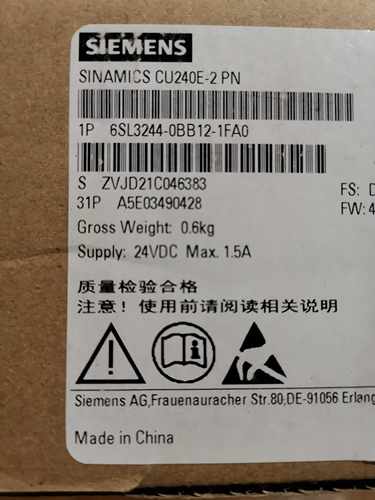 SIEMENS
SINAMICS CU240E-2 PN
1P 6SL3244-0BB12-1FA0
S ZVJD21C046383
31P A5E03490428
FS: D
FW: 4
Gross Weight: 0.6kg
Supply: 24VDC Max. 1.5A
质量检验合格
注意！使用前请阅读相关说明
Siemens AG,Frauenauracher Str.80,DE-91056 Erlang
Made in China